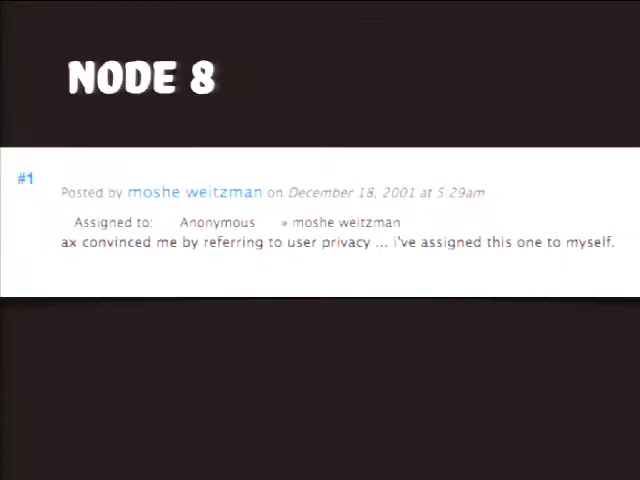 NODE 8
#1
Posted by moshe weitzman on December 18, 2001 at 5:29am
Assigned to: Anonymous » moshe weitzman
ax convinced me by referring to user privacy ... i've assigned this one to myself.